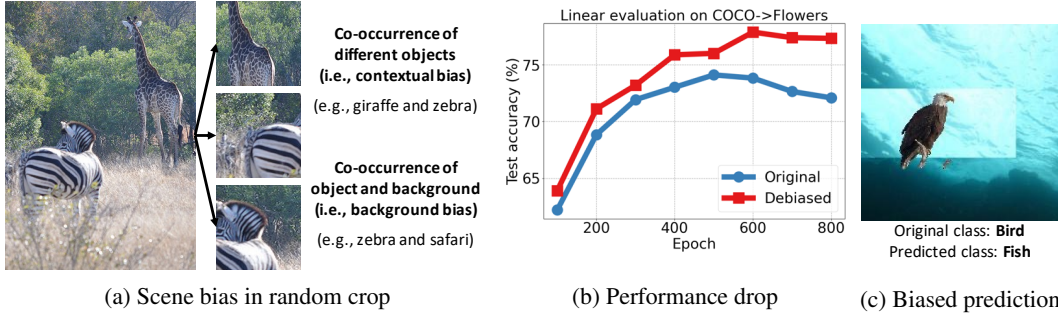 Co-occurrence of
different objects
(i.e., contextual bias)
(e.g., giraffe and zebra)
Co-occurrence of
object and background
(i.e., background bias)
(e.g., zebra and safari)
(a) Scene bias in random crop
Linear evaluation on COCO->Flowers
Test accuracy (%)
75
70
65
200
400
600
800
Epoch
Original
Debiased
(b) Performance drop
Original class: Bird
Predicted class: Fish
(c) Biased prediction